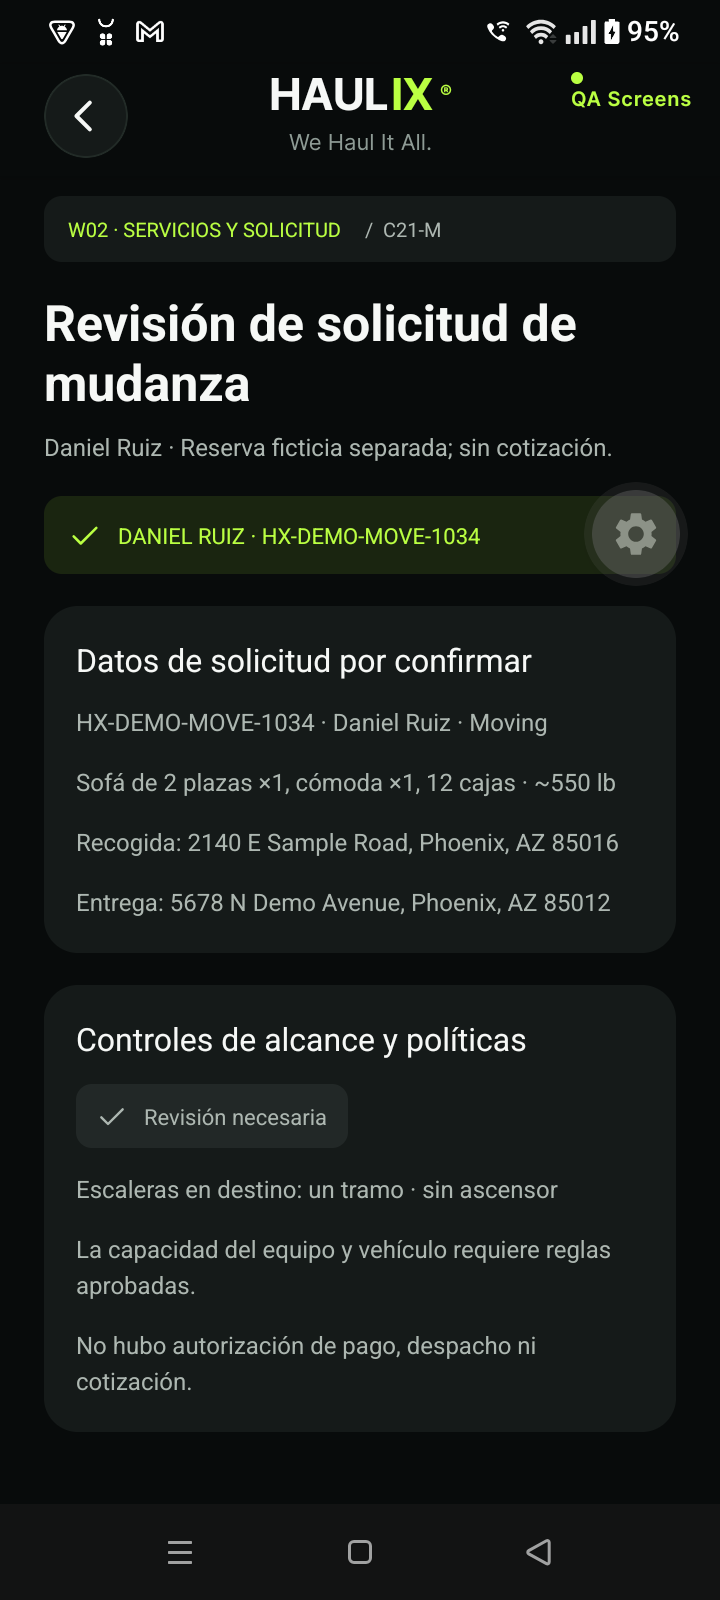 95%
HAULIX ®
QA Screens
We Haul It All.
W02 · SERVICIOS Y SOLICITUD / C21-M
Revisión de solicitud de
mudanza
Daniel Ruiz · Reserva ficticia separada; sin cotización.
DANIEL RUIZ · HX-DEMO-MOVE-1034
Datos de solicitud por confirmar
HX-DEMO-MOVE-1034 · Daniel Ruiz · Moving
Sofá de 2 plazas ×1, cómoda ×1, 12 cajas · ~550 lb
Recogida: 2140 E Sample Road, Phoenix, AZ 85016
Entrega: 5678 N Demo Avenue, Phoenix, AZ 85012
Controles de alcance y políticas
Revisión necesaria
Escaleras en destino: un tramo · sin ascensor
La capacidad del equipo y vehículo requiere reglas
aprobadas.
No hubo autorización de pago, despacho ni
cotización.